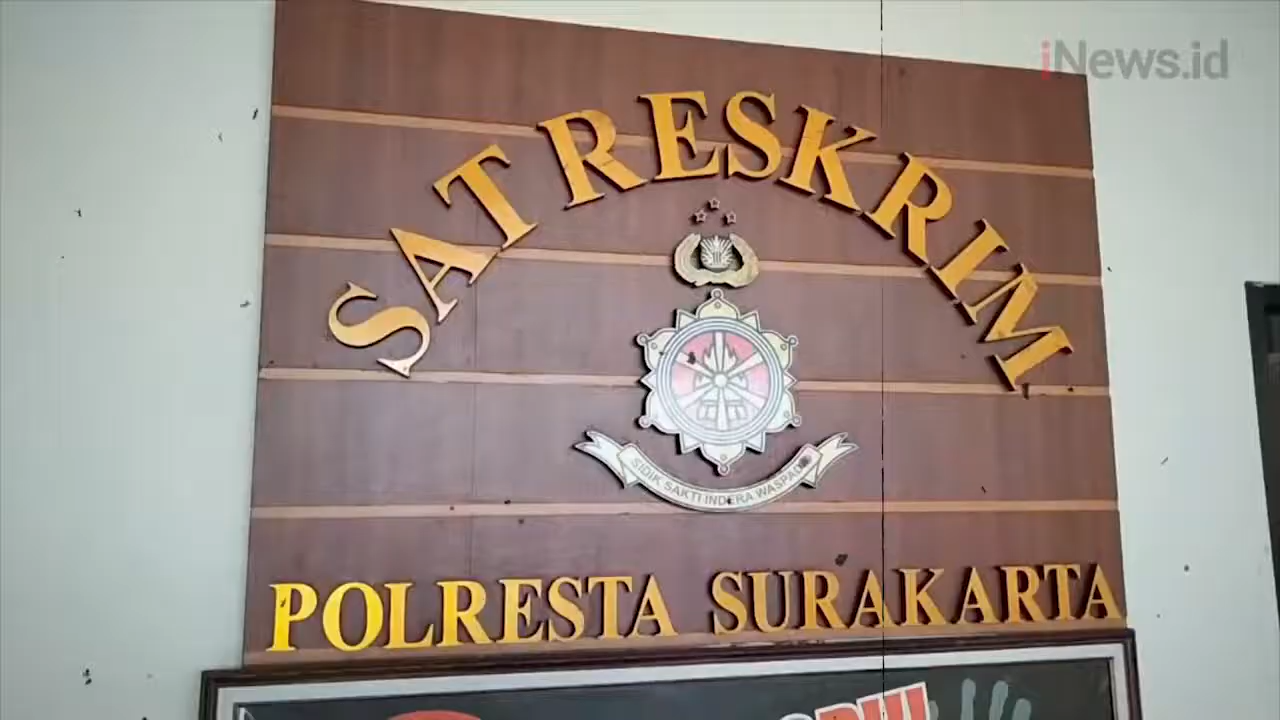 iNews.id
SAT RESKRIM
SIDIK SAKTI INDERA WASPADA
POLRESTA SURAKARTA